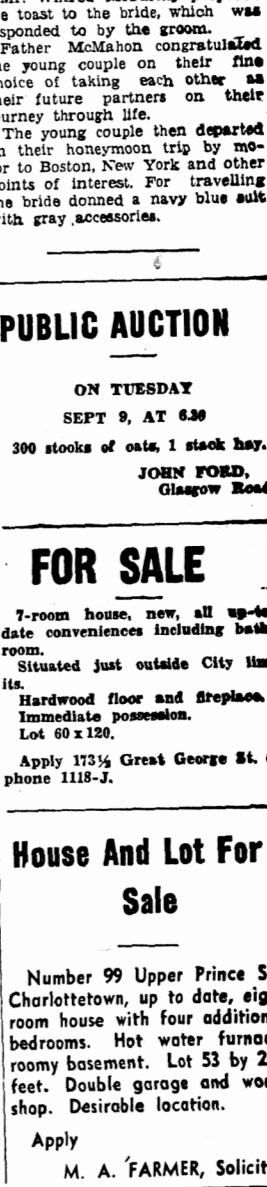 e toast to the bride, which was
sponded to by the groom.
Father McMahon congratulated
e young couple on their fine
oice of taking each other as
eir future partners on their
urney through life.
The young couple then departed
n their honeymoon trip by mo-
or to Boston, New York and other
oints of interest. For travelling
he bride donned a navy blue suit
ith gray accessories.
PUBLIC AUCTION
ON TUESDAY
SEPT 9, AT 6.30
300 stooks of oats, 1 stack hay.
JOHN FORD,
Glasgow Road
FOR SALE
7-room house, new, all up-to
date conveniences including bath
room.
Situated just outside City lim
its.
Hardwood floor and fireplace.
Immediate possession.
Lot 60 x 120.
Apply 173½ Great George St.
phone 1118-J.
House And Lot For
Sale
Number 99 Upper Prince S
Charlottetown, up to date, eig
room house with four addition
bedrooms. Hot water furna
roomy basement. Lot 53 by 2
feet. Double garage and wo
shop. Desirable location.
Apply
M. A. FARMER, Solicit